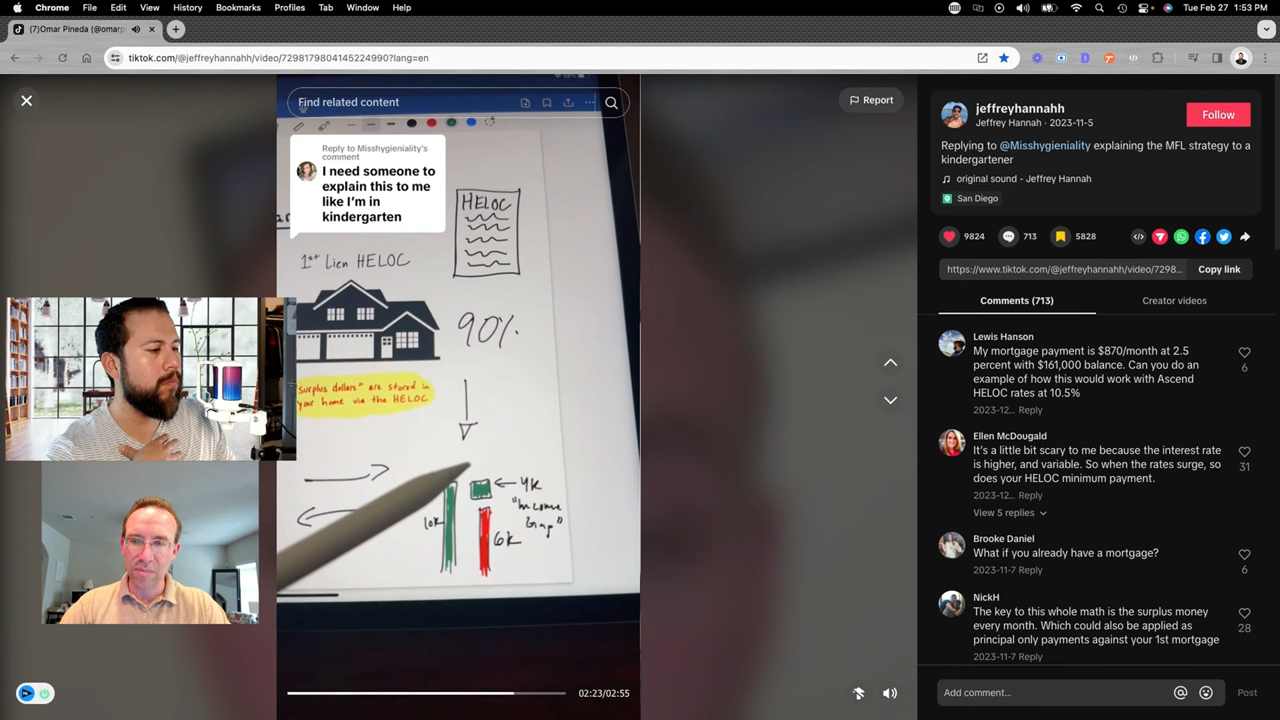 Chrome File Edit View History Bookmarks Profiles Tab Window Help
Tue Feb 27 1:53 PM
(7)Omar Pineda (@omarp
tiktok.com/@jeffreyhannahh/video/7298179804145224990?lang=en
Find related content
Report
Reply to Misshygieniality's
comment
I need someone to
explain this to me
like I'm in
kindergarten
HELOC
1st Lien HELOC
90%
"Surplus dollars" are stored in
your home via the HELOC
10k
4k
"Income
Gap"
6k
02:23/02:55
jeffreyhannahh
Jeffrey Hannah · 2023-11-5
Follow
Replying to @Misshygieniality explaining the MFL strategy to a
kindergartener
original sound - Jeffrey Hannah
San Diego
9824 713 5828
https://www.tiktok.com/@jeffreyhannahh/video/7298...
Copy link
Comments (713)
Creator videos
Lewis Hanson
My mortgage payment is $870/month at 2.5
percent with $161,000 balance. Can you do an
example of how this would work with Ascend
HELOC rates at 10.5%
6
2023-12... Reply
Ellen McDougald
It's a little bit scary to me because the interest rate
is higher, and variable. So when the rates surge, so
does your HELOC minimum payment.
31
2023-12... Reply
View 5 replies
Brooke Daniel
What if you already have a mortgage?
6
2023-11-7 Reply
NickH
The key to this whole math is the surplus money
every month. Which could also be applied as
principal only payments against your 1st mortgage
28
2023-11-7 Reply
Add comment...
Post